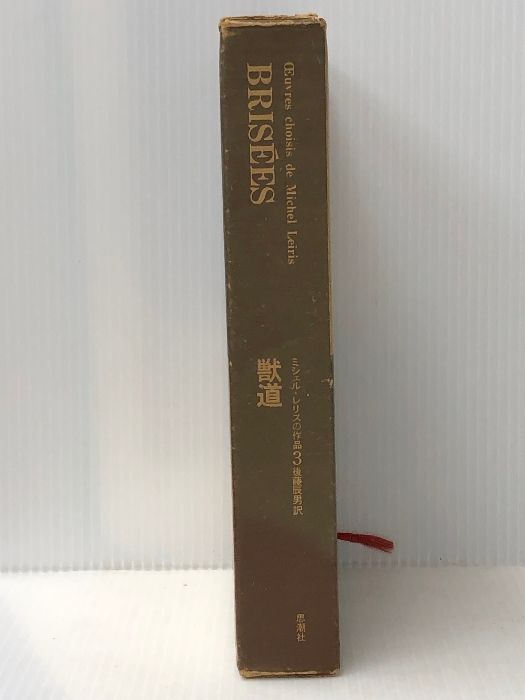 Œuvres choisis de Michel Leiris
BRISÉES
獣道
ミシェル・レリスの作品3 後藤辰男訳
思潮社